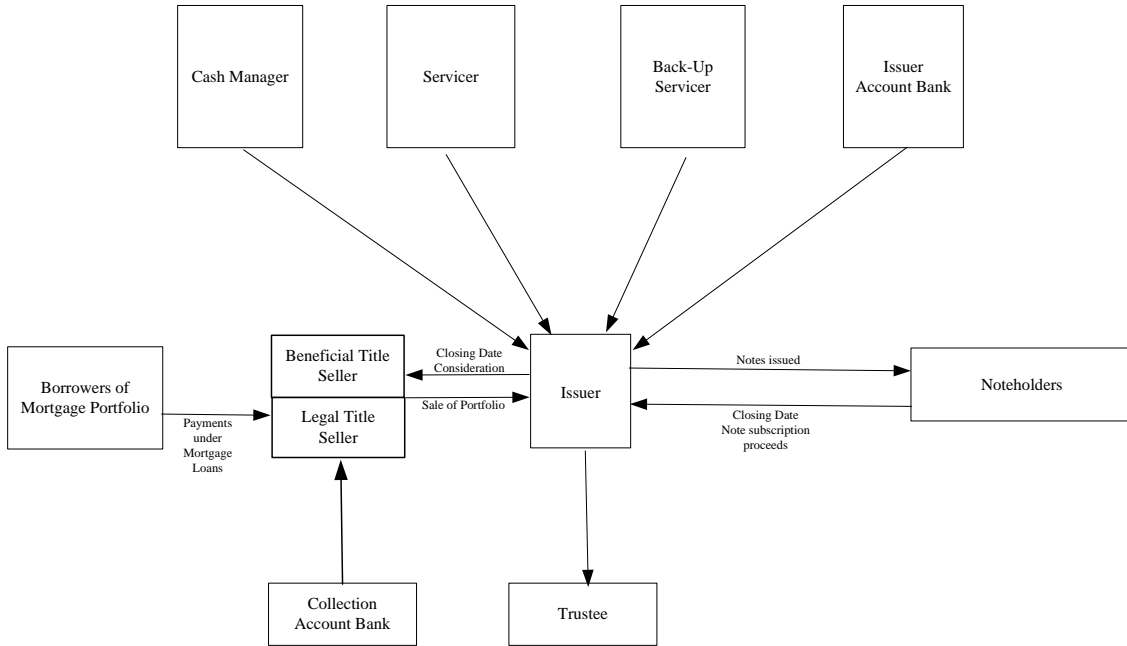 Cash Manager
Servicer
Back-Up
Servicer
Issuer
Account Bank
Borrowers of
Mortgage Portfolio
Payments
under
Mortgage
Loans
Beneficial Title
Seller
Legal Title
Seller
Closing Date
Consideration
Sale of Portfolio
Issuer
Notes issued
Closing Date
Note subscription
proceeds
Noteholders
Collection
Account Bank
Trustee